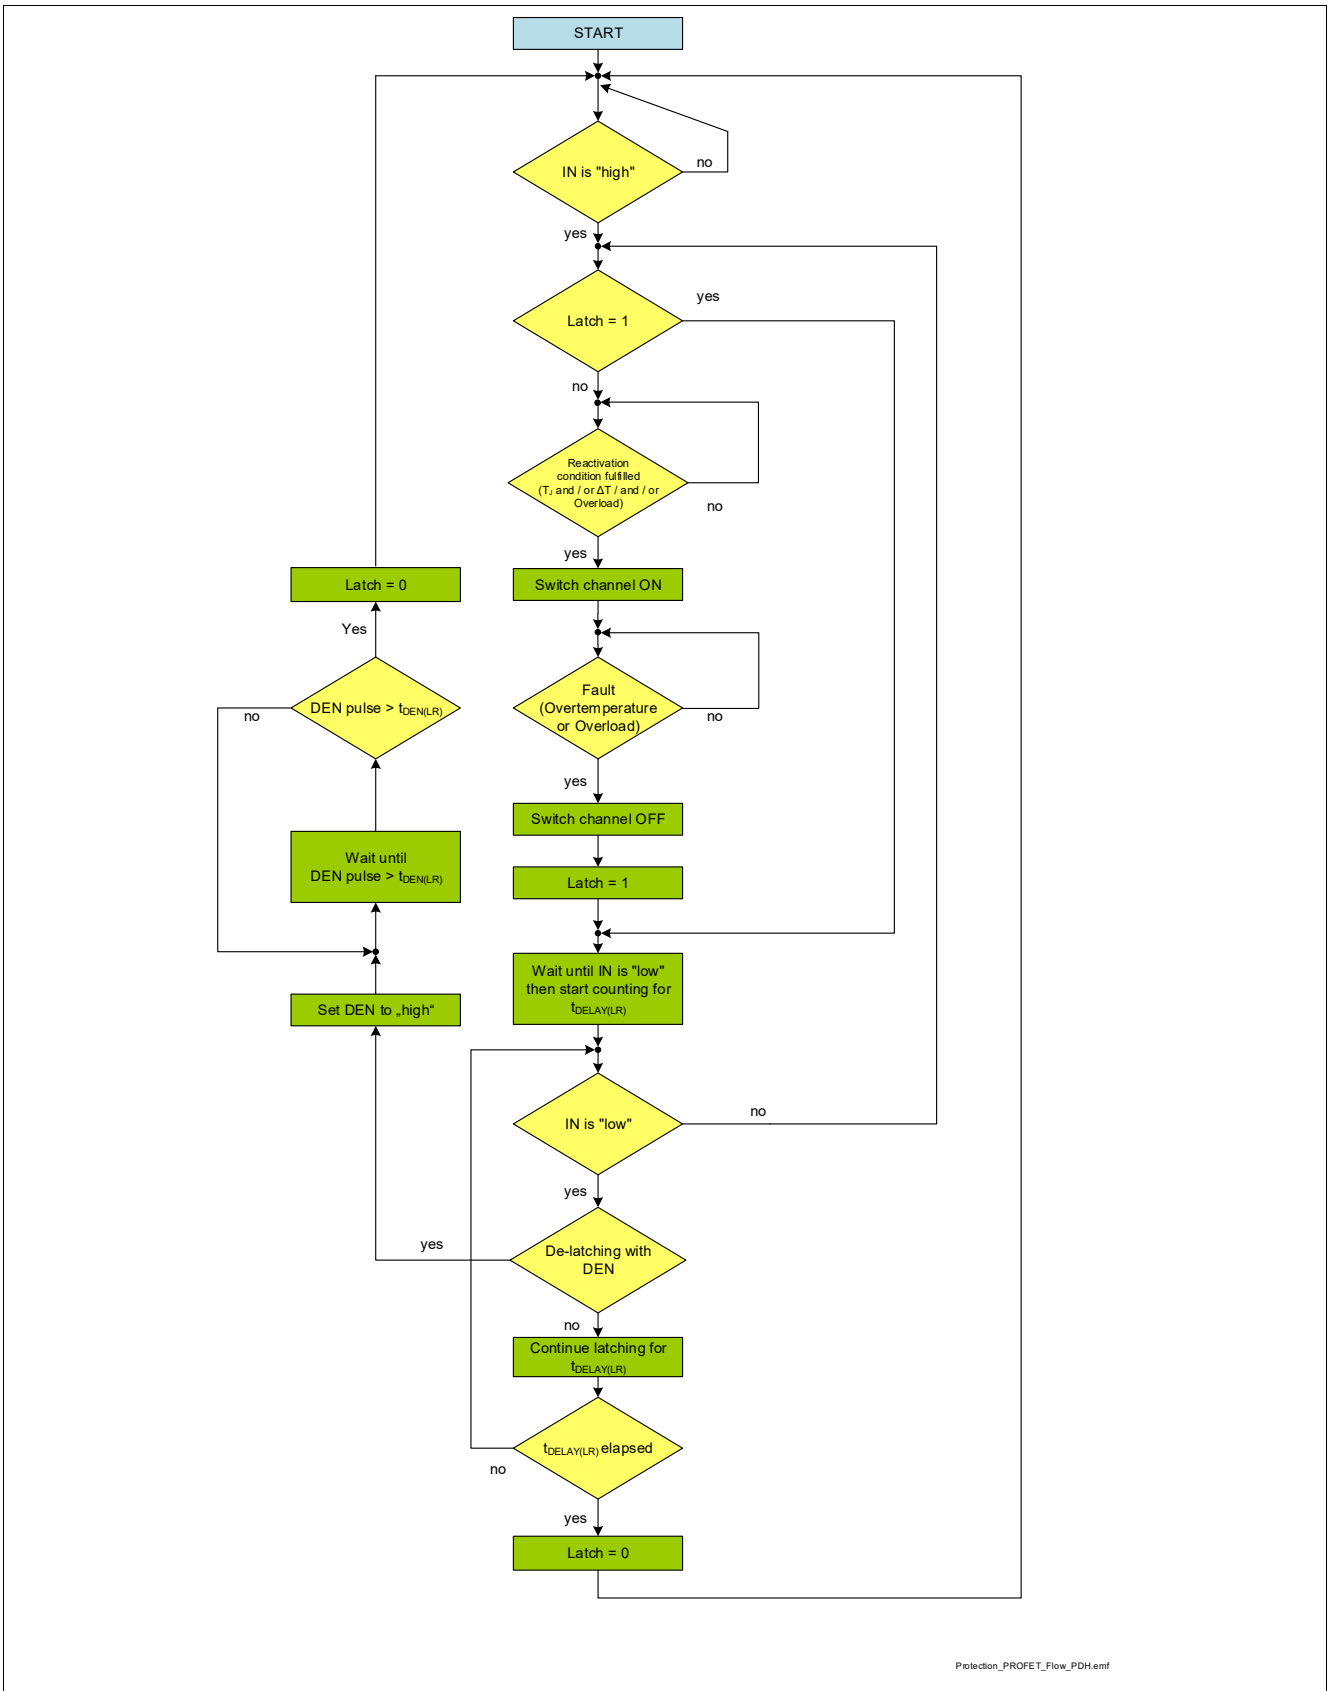 START
IN is "high"
no
yes
Latch = 1
yes
no
Reactivation
condition fulfilled
(TJ and / or ΔT / and / or
Overload)
no
yes
Switch channel ON
Fault
(Overtemperature
or Overload)
no
yes
Switch channel OFF
Latch = 1
Wait until IN is "low"
then start counting for
tDELAY(LR)
IN is "low"
no
yes
De-latching with
DEN
yes
no
Continue latching for
tDELAY(LR)
tDELAY(LR) elapsed
no
yes
Latch = 0
Set DEN to „high“
Wait until
DEN pulse > tDEN(LR)
DEN pulse > tDEN(LR)
no
Yes
Latch = 0
Protection_PROFET_Flow_PDH.emf